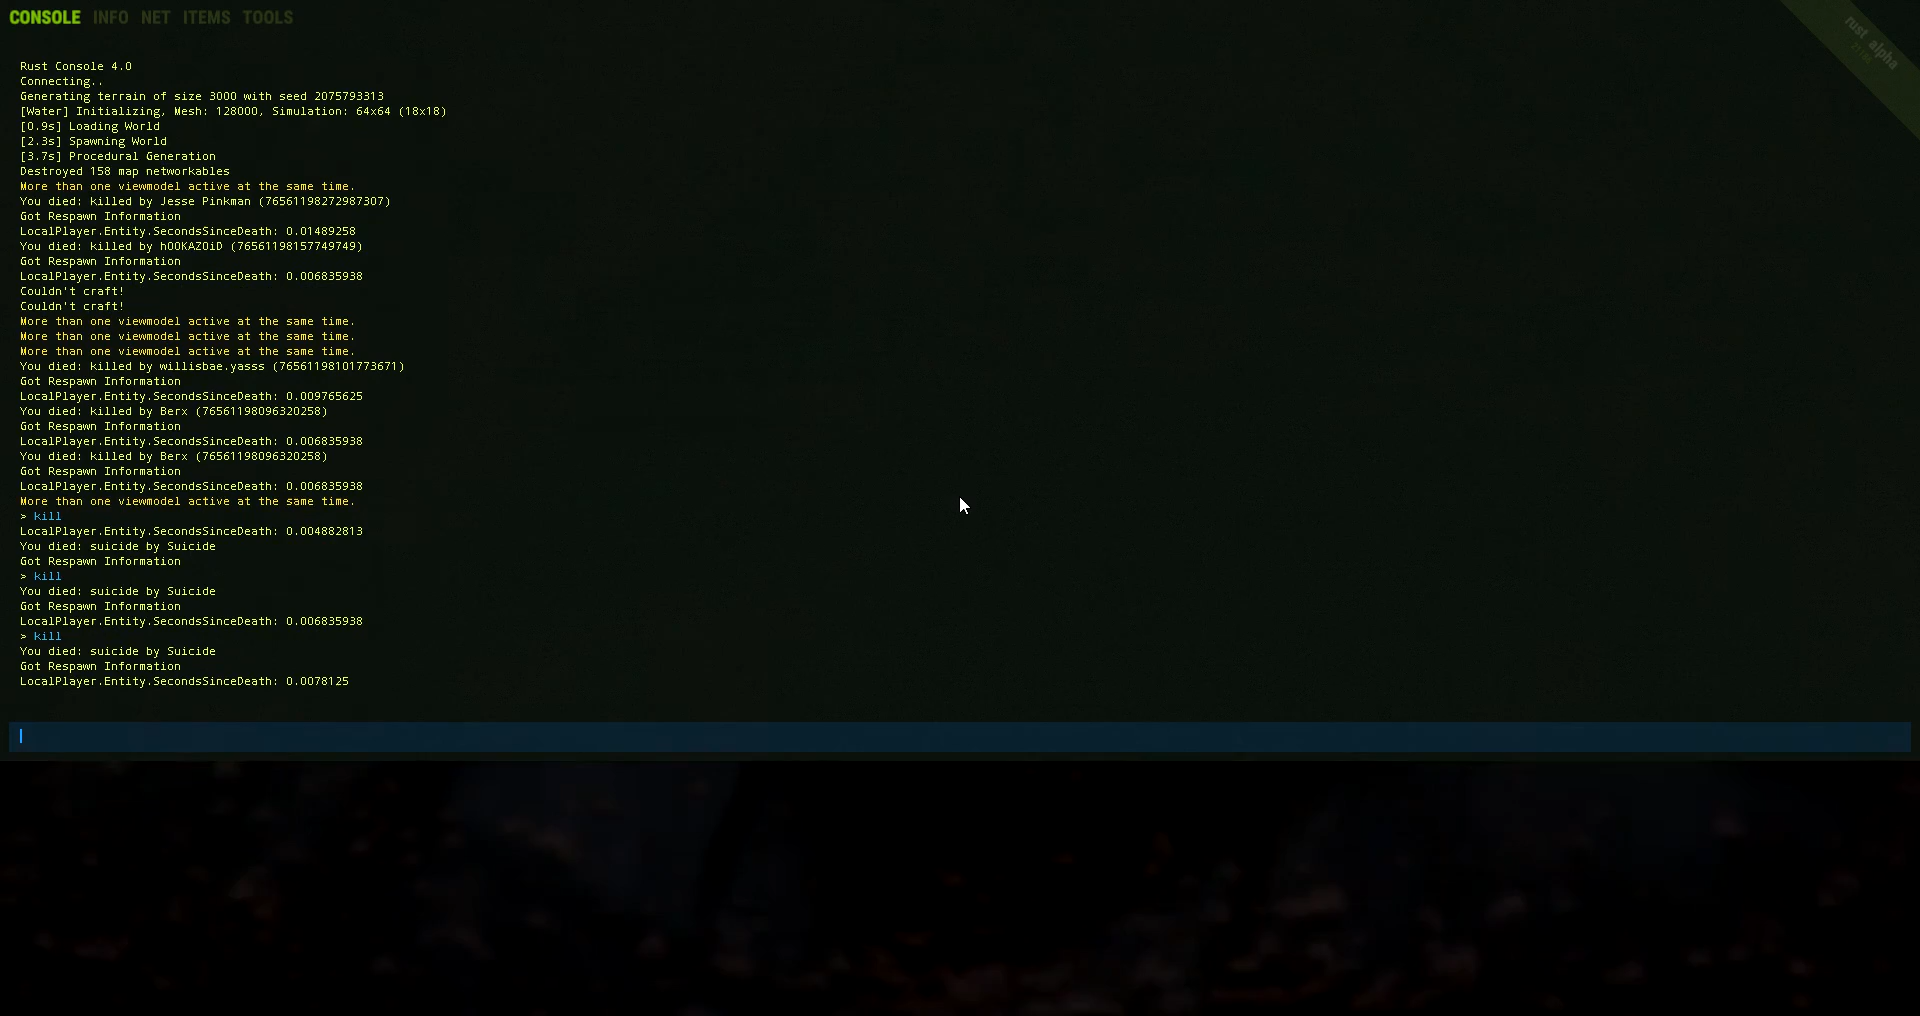 CONSOLE INFO NET ITEMS TOOLS
rust alpha
Rust Console 4.0
Connecting..
Generating terrain of size 3000 with seed 2075793313
[Water] Initializing, Mesh: 128000, Simulation: 64x64 (18x18)
[0.9s] Loading World
[2.3s] Spawning World
[3.7s] Procedural Generation
Destroyed 158 map networkables
More than one viewmodel active at the same time.
You died: killed by Jesse Pinkman (76561198272987307)
Got Respawn Information
LocalPlayer.Entity.SecondsSinceDeath: 0.01489258
You died: killed by hOOKAZOiD (76561198157749749)
Got Respawn Information
LocalPlayer.Entity.SecondsSinceDeath: 0.006835938
Couldn't craft!
Couldn't craft!
More than one viewmodel active at the same time.
More than one viewmodel active at the same time.
More than one viewmodel active at the same time.
You died: killed by willisbae.yasss (76561198101773671)
Got Respawn Information
LocalPlayer.Entity.SecondsSinceDeath: 0.009765625
You died: killed by Berx (76561198096320258)
Got Respawn Information
LocalPlayer.Entity.SecondsSinceDeath: 0.006835938
You died: killed by Berx (76561198096320258)
Got Respawn Information
LocalPlayer.Entity.SecondsSinceDeath: 0.006835938
More than one viewmodel active at the same time.
> kill
LocalPlayer.Entity.SecondsSinceDeath: 0.004882813
You died: suicide by Suicide
Got Respawn Information
> kill
You died: suicide by Suicide
Got Respawn Information
LocalPlayer.Entity.SecondsSinceDeath: 0.006835938
> kill
You died: suicide by Suicide
Got Respawn Information
LocalPlayer.Entity.SecondsSinceDeath: 0.0078125